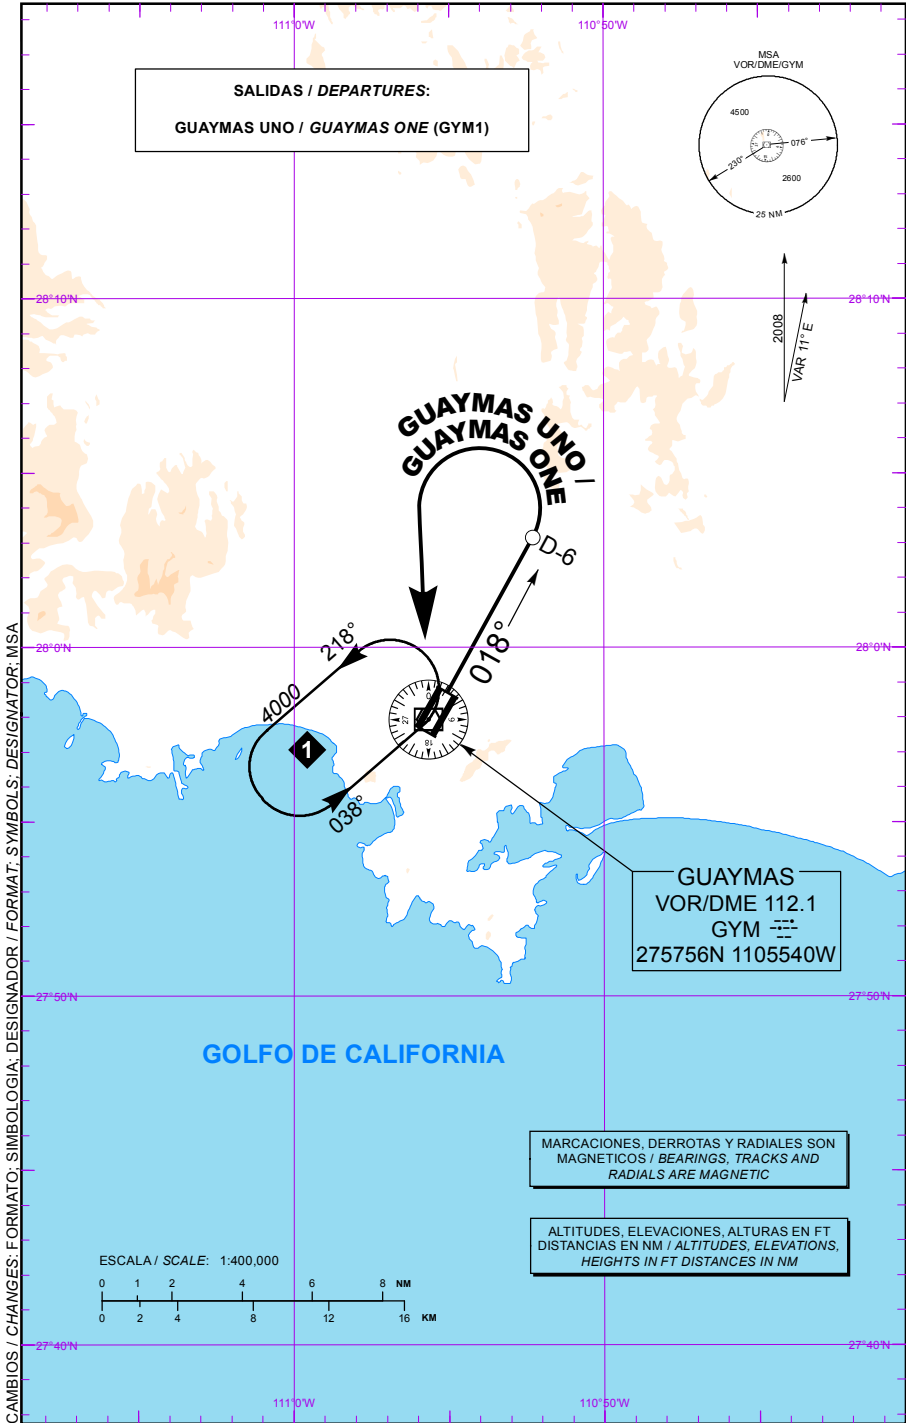 111°0'W
110°50'W
SALIDAS / DEPARTURES:
GUAYMAS UNO / GUAYMAS ONE (GYM1)
MSA
VOR/DME/GYM
4500
076°
230°
2600
25 NM
28°10'N
28°10'N
2008
VAR 11° E
GUAYMAS UNO /
GUAYMAS ONE
D-6
018°
28°0'N
28°0'N
218°
4000
1
038°
0
9
18
27
GUAYMAS
VOR/DME 112.1
GYM
275756N 1105540W
27°50'N
27°50'N
GOLFO DE CALIFORNIA
MARCACIONES, DERROTAS Y RADIALES SON
MAGNETICOS / BEARINGS, TRACKS AND
RADIALS ARE MAGNETIC
ALTITUDES, ELEVACIONES, ALTURAS EN FT
DISTANCIAS EN NM / ALTITUDES, ELEVATIONS,
HEIGHTS IN FT DISTANCES IN NM
ESCALA / SCALE: 1:400,000
0 1 2 4 6 8 NM
0 2 4 8 12 16 KM
27°40'N
27°40'N
111°0'W
110°50'W
CAMBIOS / CHANGES: FORMATO; SIMBOLOGIA; DESIGNADOR / FORMAT; SYMBOLS; DESIGNATOR; MSA